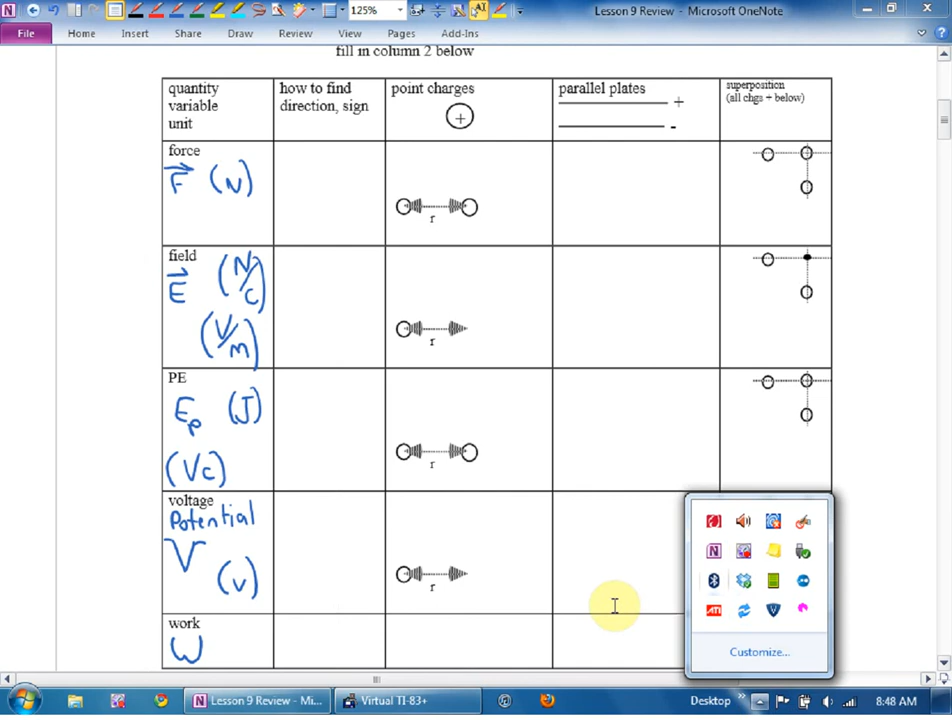 125%
Lesson 9 Review - Microsoft OneNote
File Home Insert Share Draw Review View Pages Add-Ins
fill in column 2 below
quantity
variable
unit
how to find
direction, sign
point charges
+
parallel plates
+
-
superposition
(all chgs + below)
force
F (N)
r
field
E (N/C)
(V/m)
r
PE
Ep (J)
(VC)
r
voltage
Potential
V (V)
r
work
W
ATI
Customize...
Lesson 9 Review - Mi...
Virtual TI-83+
Desktop
8:48 AM